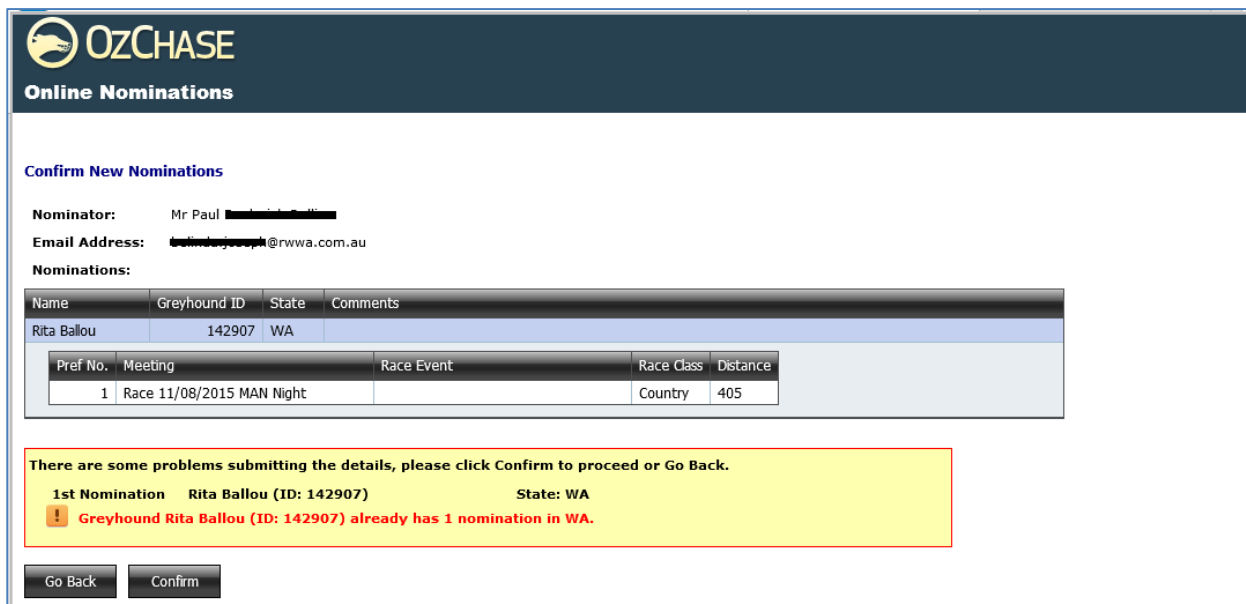 OZCHASE
Online Nominations
Confirm New Nominations
Nominator: Mr Paul
Email Address: @rwwa.com.au
Nominations:
Name Greyhound ID State Comments
Rita Ballou 142907 WA
Pref No. Meeting Race Event Race Class Distance
1 Race 11/08/2015 MAN Night Country 405
There are some problems submitting the details, please click Confirm to proceed or Go Back.
1st Nomination Rita Ballou (ID: 142907) State: WA
! Greyhound Rita Ballou (ID: 142907) already has 1 nomination in WA.
Go Back Confirm